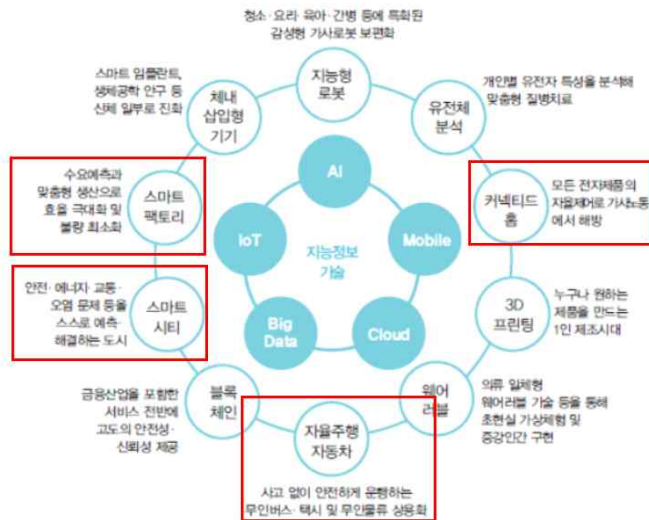 청소·요리·육아·간병 등에 특화된
감성형 가사로봇 보편화
지능형
로봇
스마트 임플란트,
생체공학 안구 등
신체 일부로 진화
체내
삽입형
기기
유전체
분석
개인별 유전자 특성을 분석해
맞춤형 질병치료
수요예측과
맞춤형 생산으로
효율 극대화 및
불량 최소화
스마트
팩토리
AI
IoT
지능정보
기술
Mobile
Big
Data
Cloud
커넥티드
홈
모든 전자제품의
자율제어로 가사노동
에서 해방
안전·에너지·교통·
오염 문제 등을
스스로 예측·
해결하는 도시
스마트
시티
3D
프린팅
누구나 원하는
제품을 만드는
1인 제조시대
금융산업을 포함한
서비스 전반에
고도의 안전성·
신뢰성 제공
블록
체인
자율주행
자동차
웨어
러블
의류 일체형
웨어러블 기술 등을 통해
초현실 가상체험 및
증강인간 구현
사고 없이 안전하게 운행하는
무인버스·택시 및 무인물류 상용화